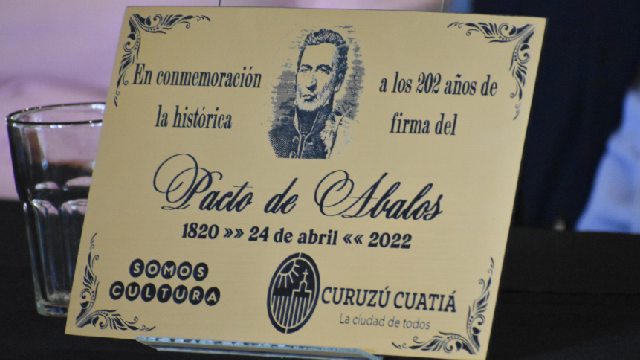 En conmemoración a los 202 años de
la histórica firma del
Pacto de Abalos
1820 »» 24 de abril «« 2022
SOMOS
CULTURA
CURUZÚ CUATIÁ
La ciudad de todos